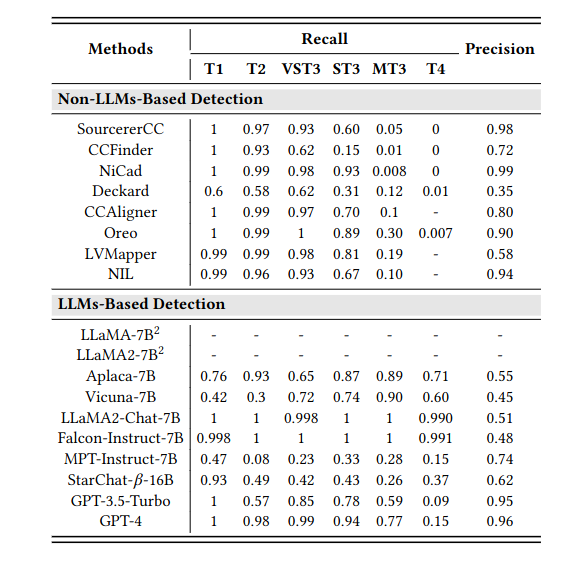 Methods Recall Precision
T1 T2 VST3 ST3 MT3 T4
Non-LLMs-Based Detection
SourcererCC 1 0.97 0.93 0.60 0.05 0 0.98
CCFinder 1 0.93 0.62 0.15 0.01 0 0.72
NiCad 1 0.99 0.98 0.93 0.008 0 0.99
Deckard 0.6 0.58 0.62 0.31 0.12 0.01 0.35
CCAligner 1 0.99 0.97 0.70 0.1 - 0.80
Oreo 1 0.99 1 0.89 0.30 0.007 0.90
LVMapper 0.99 0.99 0.98 0.81 0.19 - 0.58
NIL 0.99 0.96 0.93 0.67 0.10 - 0.94
LLMs-Based Detection
LLaMA-7B² - - - - - - -
LLaMA2-7B² - - - - - - -
Aplaca-7B 0.76 0.93 0.65 0.87 0.89 0.71 0.55
Vicuna-7B 0.42 0.3 0.72 0.74 0.90 0.60 0.45
LLaMA2-Chat-7B 1 1 0.998 1 1 0.990 0.51
Falcon-Instruct-7B 0.998 1 1 1 1 0.991 0.48
MPT-Instruct-7B 0.47 0.08 0.23 0.33 0.28 0.15 0.74
StarChat-β-16B 0.93 0.49 0.42 0.43 0.26 0.37 0.62
GPT-3.5-Turbo 1 0.57 0.85 0.78 0.59 0.09 0.95
GPT-4 1 0.98 0.99 0.94 0.77 0.15 0.96